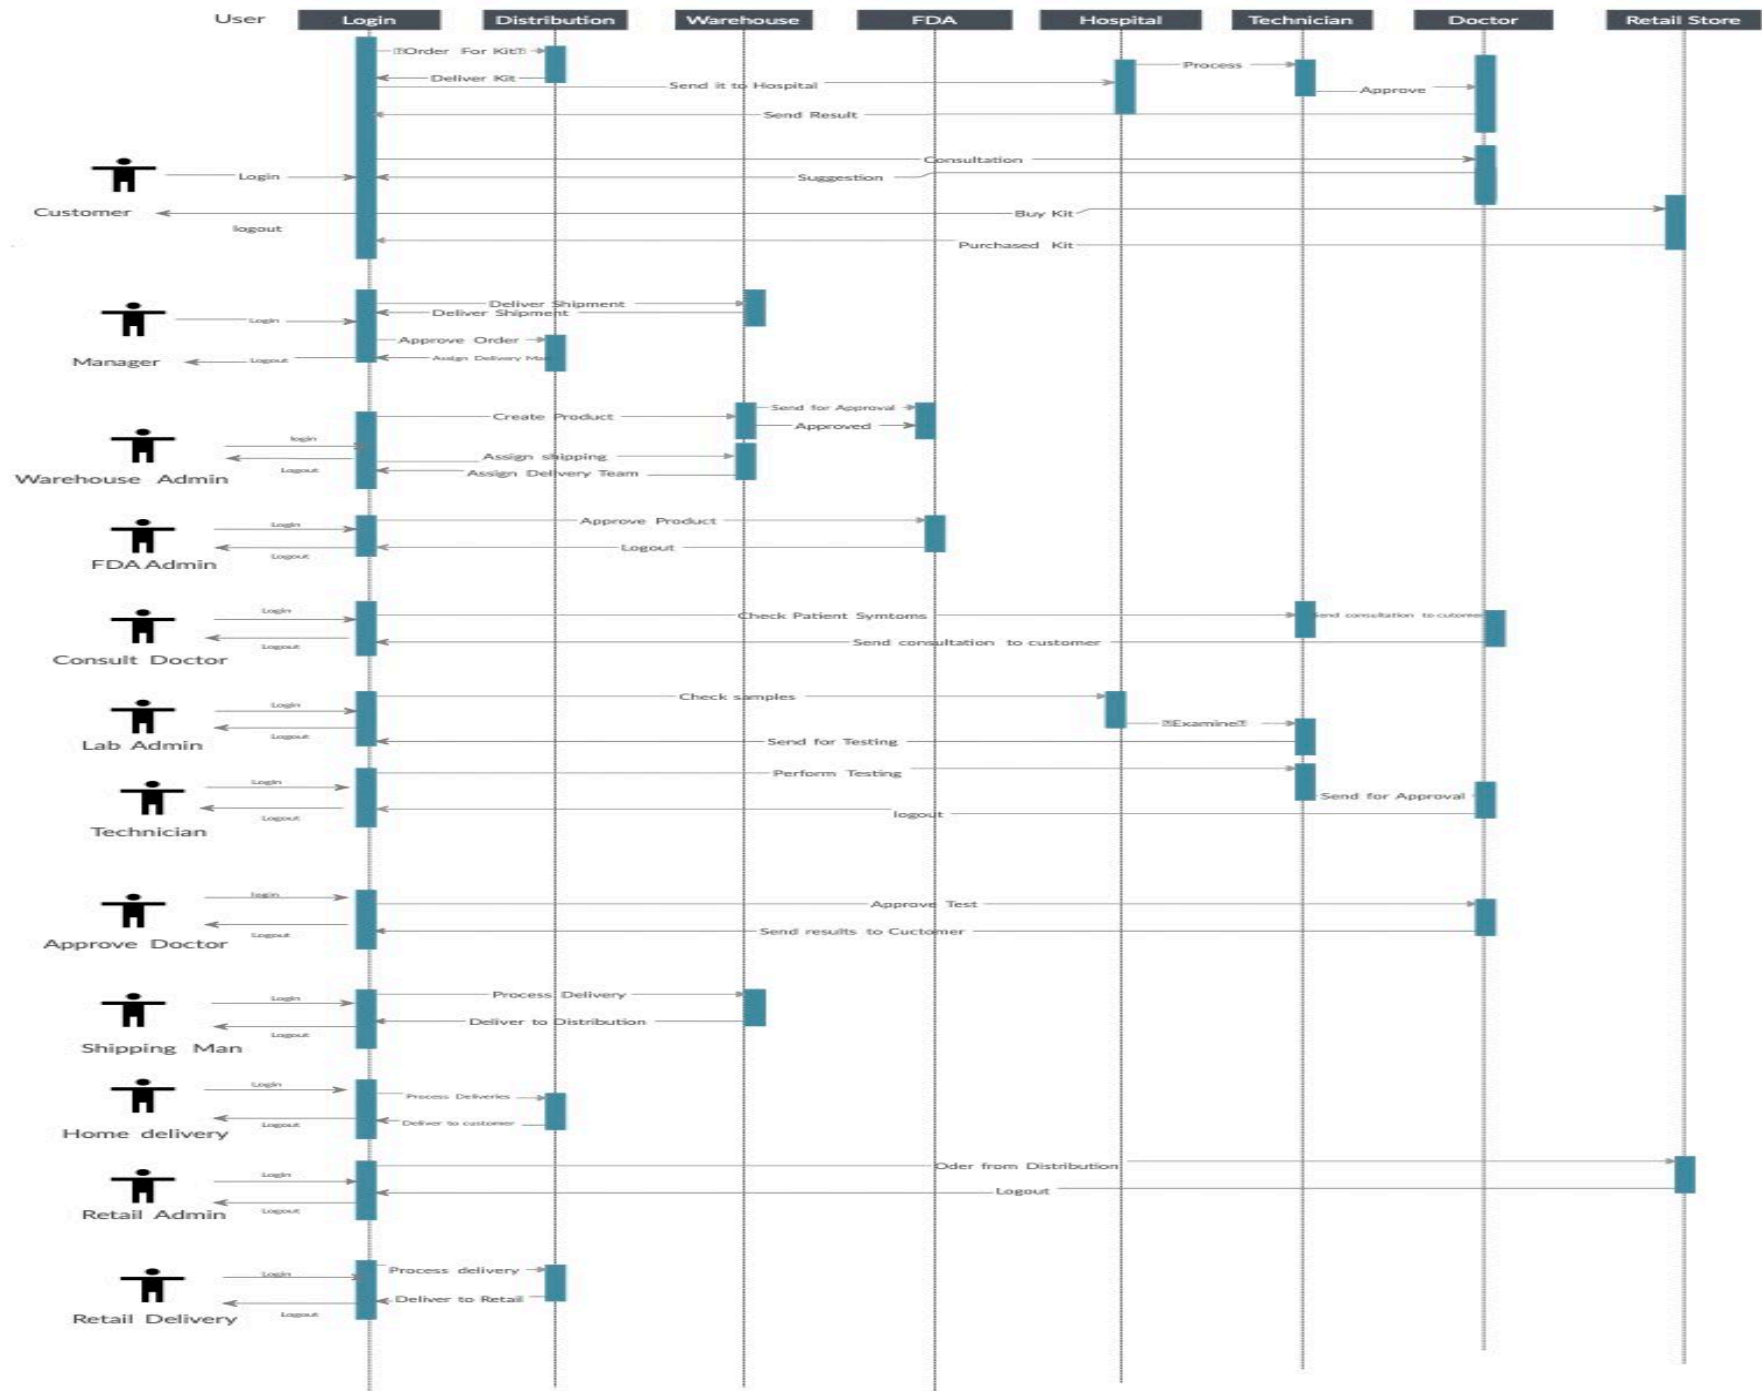 User Login Distribution Warehouse FDA Hospital Technician Doctor Retail Store
Order For Kit
Process
Deliver Kit
Send it to Hospital
Approve
Send Result
Consultation
Login
Suggestion
Customer
Buy Kit
logout
Purchased Kit
Deliver Shipment
Deliver Shipment
Login
Approve Order
Manager
Logout
Assign Delivery Man
Send for Approval
Create Product
Approved
login
Assign shipping
Logout
Assign Delivery Team
Warehouse Admin
Login
Approve Product
Logout
Logout
FDA Admin
Login
Check Patient Symtoms
Send consultation to cutomer
Logout
Send consultation to customer
Consult Doctor
Check samples
Login
Examine
Logout
Send for Testing
Lab Admin
Perform Testing
Login
Send for Approval
Logout
logout
Technician
login
Approve Test
Logout
Send results to Cuctomer
Approve Doctor
Process Delivery
Login
Deliver to Distribution
Logout
Shipping Man
Login
Process Deliveries
Logout
Deliver to customer
Home delivery
Oder from Distribution
Login
Logout
Logout
Retail Admin
Process delivery
Login
Deliver to Retail
Logout
Retail Delivery